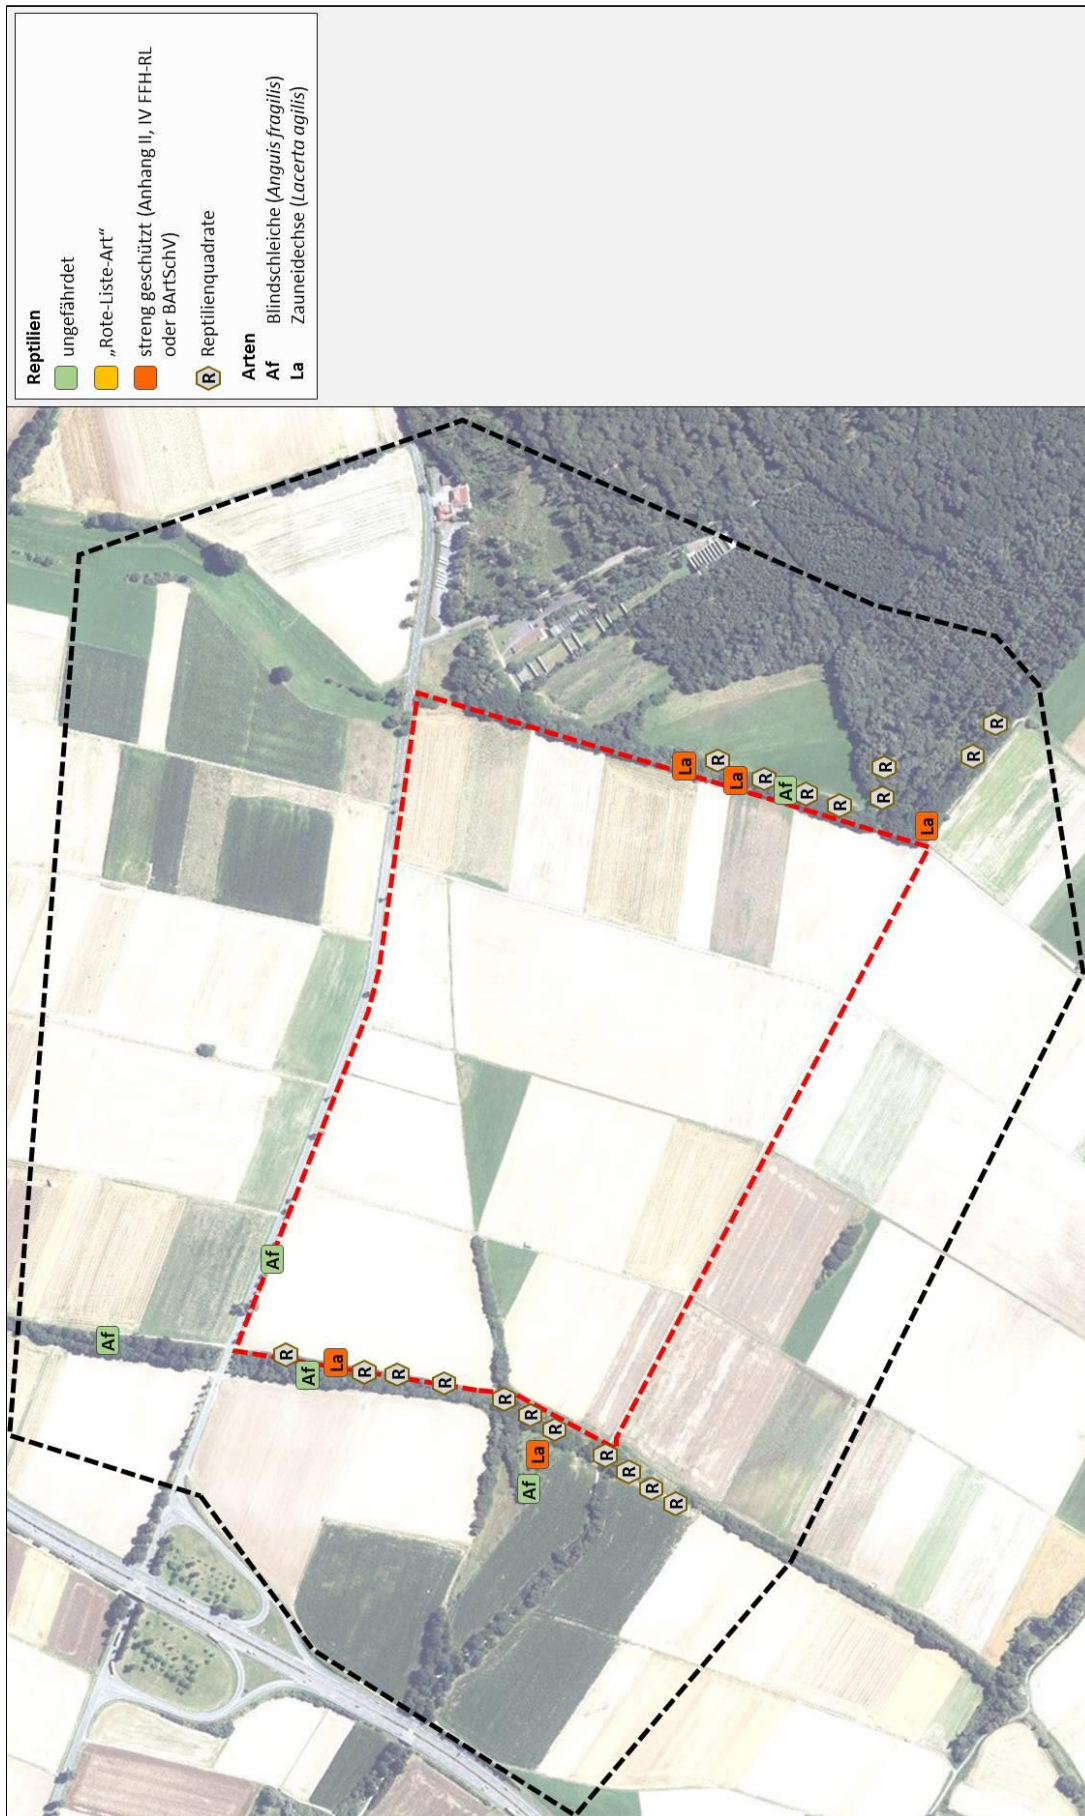 Reptilien
ungefährdet
„Rote-Liste-Art“
streng geschützt (Anhang II, IV FFH-RL
oder BArtSchV)
R Reptilienquadrate
Arten
Af Blindschleiche (Anguis fragilis)
La Zauneidechse (Lacerta agilis)
Af
Af
R
Af
La
R
R
R
R
R
Af
La
R
R
R
R
R
La
R
La
R
Af
R
R
R
R
La
R
R